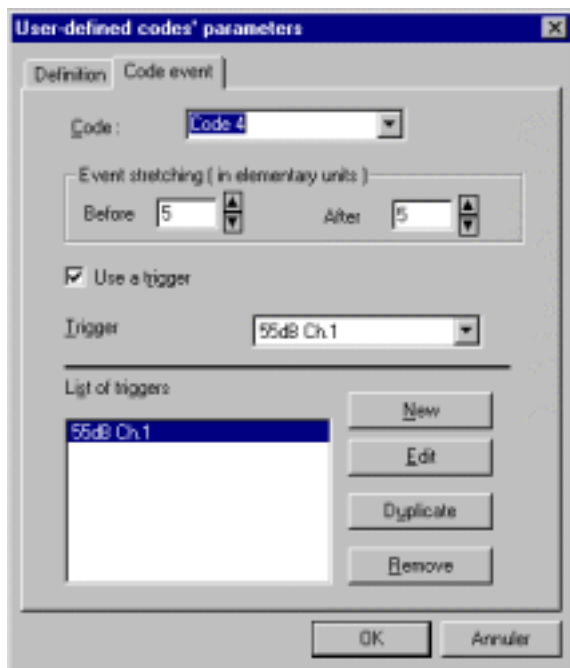 User-defined codes' parameters
Definition Code event
Code : Code 4
Event stretching ( in elementary units )
Before 5 After 5
Use a trigger
Trigger 55dB Ch.1
List of triggers
55dB Ch.1
New
Edit
Duplicate
Remove
OK Annuler